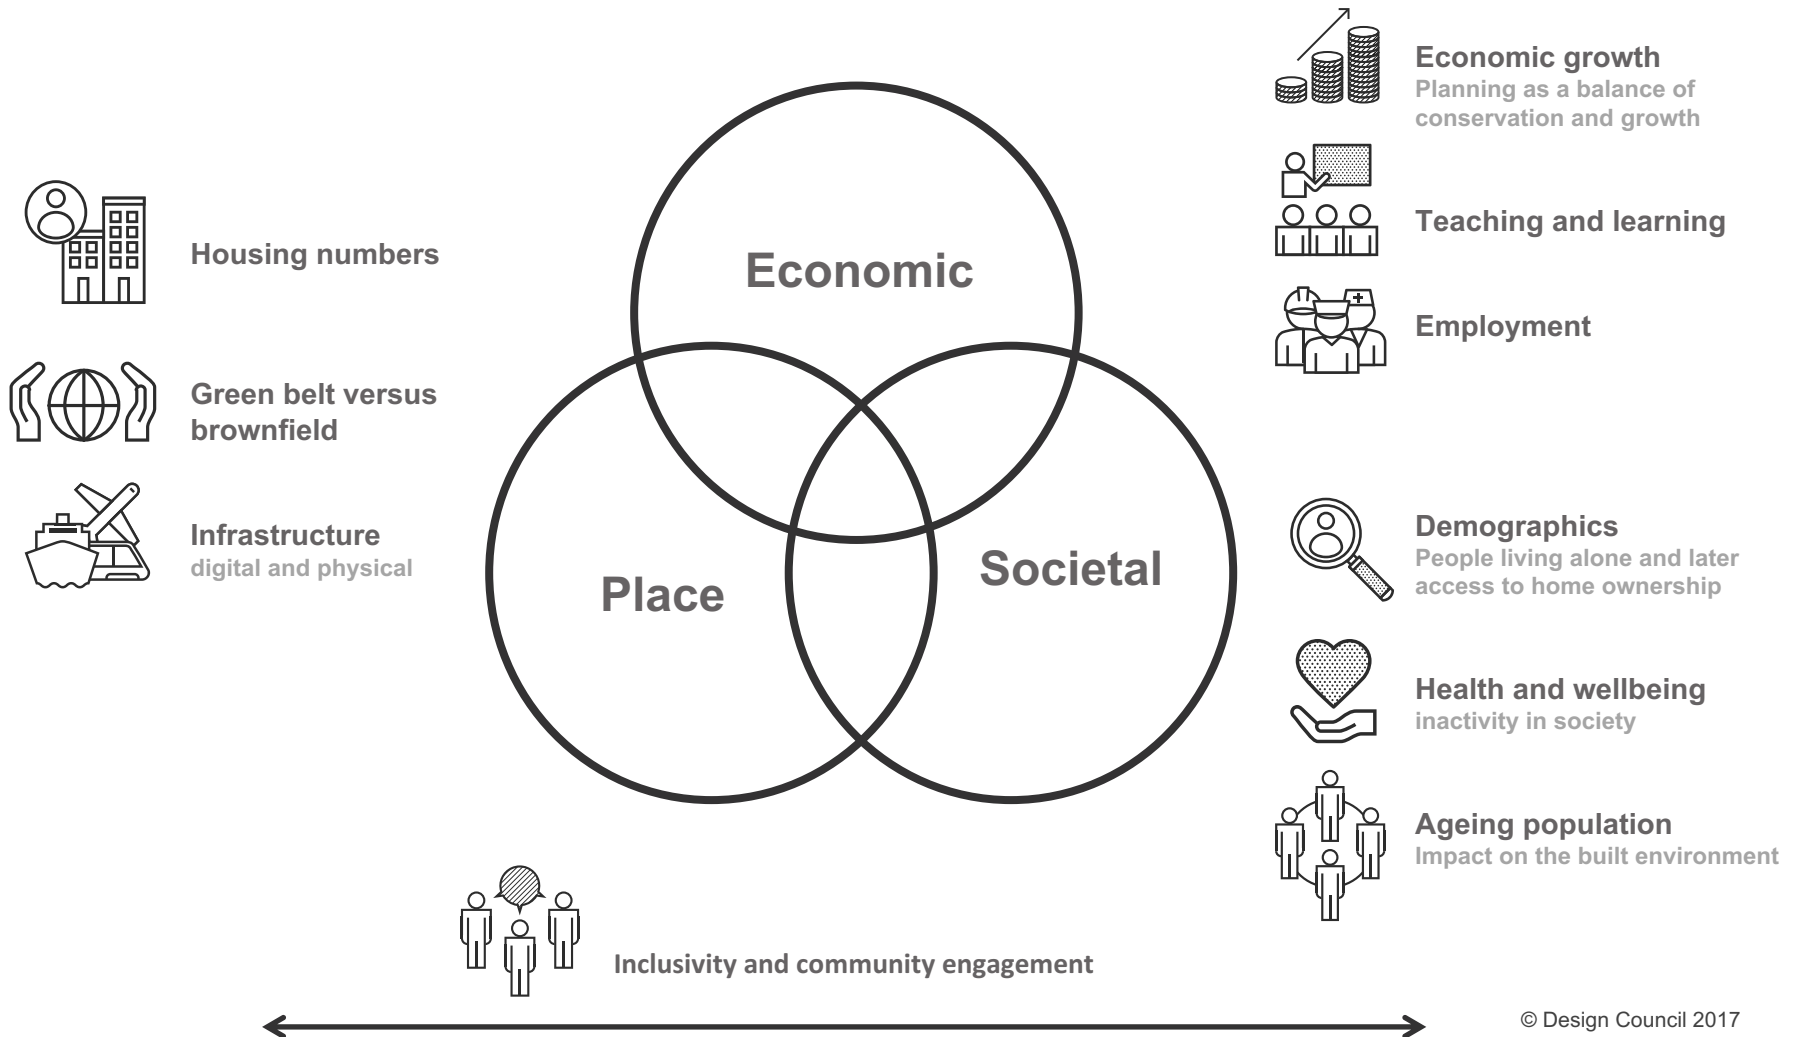 Economic growth
Planning as a balance of
conservation and growth
Teaching and learning
Employment
Housing numbers
Green belt versus
brownfield
Infrastructure
digital and physical
Economic
Place
Societal
Demographics
People living alone and later
access to home ownership
Health and wellbeing
inactivity in society
Ageing population
Impact on the built environment
Inclusivity and community engagement
© Design Council 2017